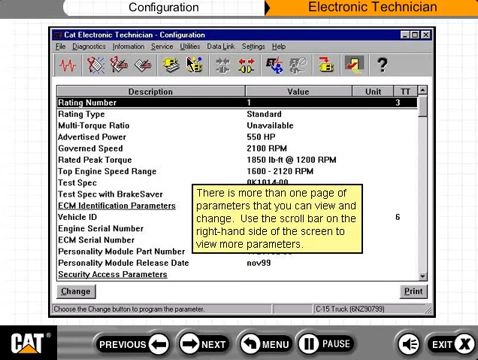 Configuration
Electronic Technician
Cat Electronic Technician - Configuration
File Diagnostics Information Service Utilities Data Link Settings Help
Description Value Unit TT
Rating Number 1 3
Rating Type Standard
Multi-Torque Ratio Unavailable
Advertised Power 550 HP
Governed Speed 2100 RPM
Rated Peak Torque 1850 lb-ft @ 1200 RPM
Top Engine Speed Range 1600 - 2120 RPM
Test Spec 0K1014-00
Test Spec with BrakeSaver
ECM Identification Parameters
Vehicle ID 6
Engine Serial Number
ECM Serial Number
Personality Module Part Number
Personality Module Release Date nov99
Security Access Parameters
There is more than one page of
parameters that you can view and
change. Use the scroll bar on the
right-hand side of the screen to
view more parameters.
Change Print
Choose the Change button to program the parameter. C-15 Truck (6NZ90799)
CAT PREVIOUS NEXT MENU PAUSE EXIT